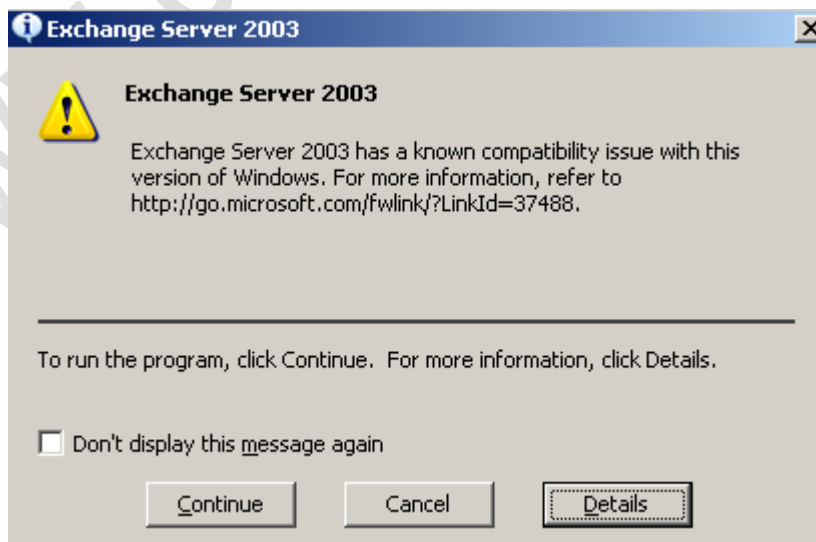 Exchange Server 2003
Exchange Server 2003
Exchange Server 2003 has a known compatibility issue with this
version of Windows. For more information, refer to
http://go.microsoft.com/fwlink/?LinkId=37488.
To run the program, click Continue. For more information, click Details.
Don't display this message again
Continue Cancel Details